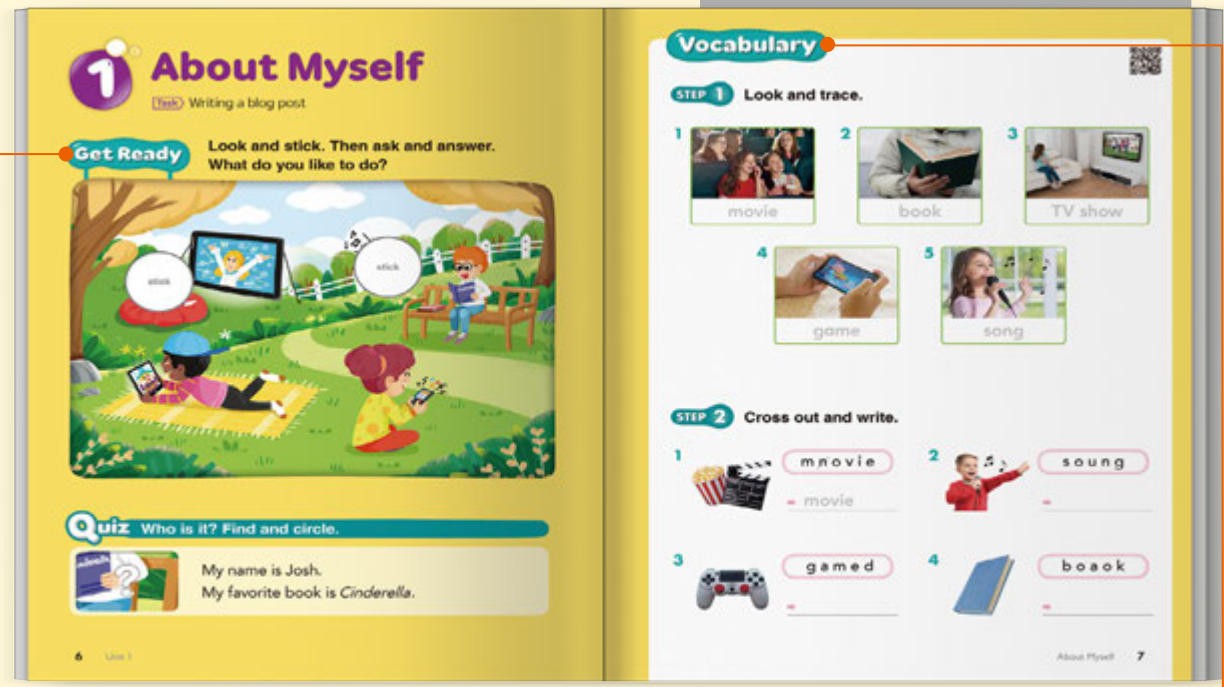 1
About Myself
Task Writing a blog post
Get Ready
Look and stick. Then ask and answer.
What do you like to do?
stick
stick
Quiz Who is it? Find and circle.
My name is Josh.
My favorite book is Cinderella.
6 Unit 1
Vocabulary
STEP 1 Look and trace.
1
movie
2
book
3
TV show
4
game
5
song
STEP 2 Cross out and write.
1
mnovie
movie
2
soung
3
gamed
4
boaok
About Myself 7